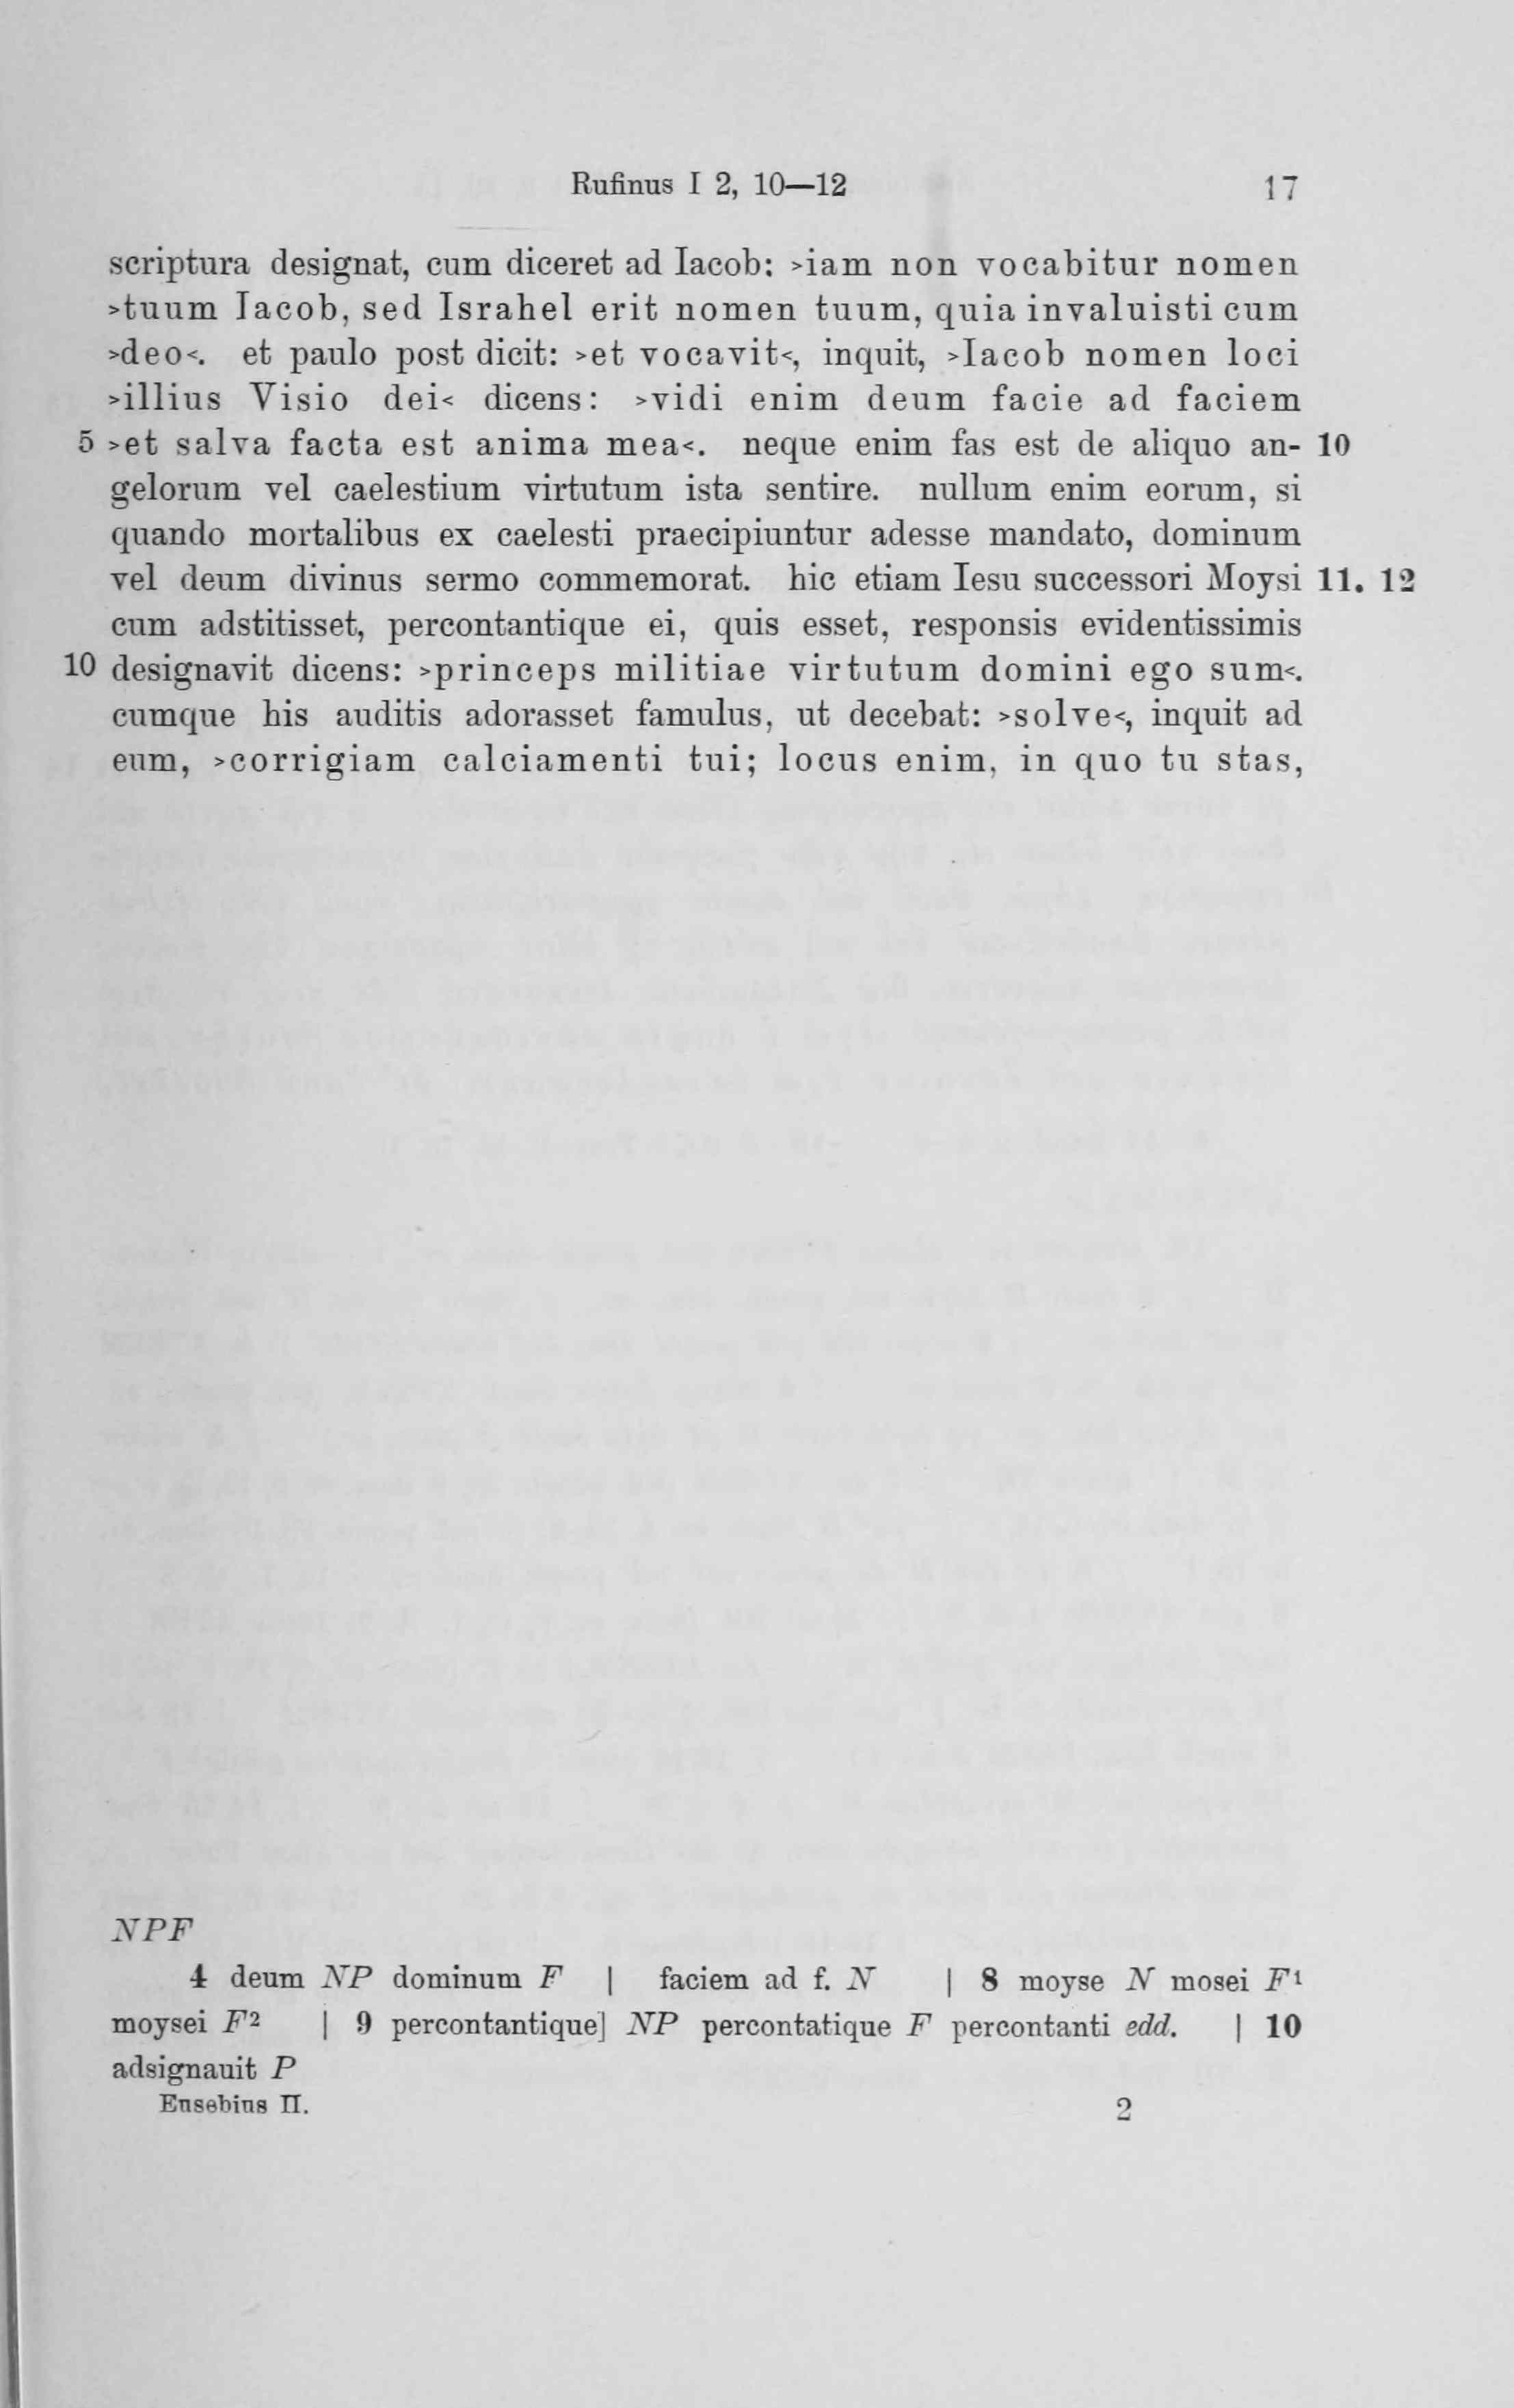 Rufinus I 2, 10—12 17
scriptura designat, cum diceret ad Iacob: >iam non vocabitur nomen
>tuum Iacob, sed Israhel erit nomen tuum, quia invaluisti cum
>deo<. et paulo post dicit: >et vocavit<, inquit, >Iacob nomen loci
>illius Visio dei< dicens: >vidi enim deum facie ad faciem
5 >et salva facta est anima mea<. neque enim fas est de aliquo an- 10
gelorum vel caelestium virtutum ista sentire. nullum enim eorum, si
quando mortalibus ex caelesti praecipiuntur adesse mandato, dominum
vel deum divinus sermo commemorat. hic etiam Iesu successori Moysi 11. 12
cum adstitisset, percontantique ei, quis esset, responsis evidentissimis
10 designavit dicens: >princeps militiae virtutum domini ego sum<.
cumque his auditis adorasset famulus, ut decebat: >solve<, inquit ad
eum, >corrigiam calciamenti tui; locus enim, in quo tu stas,
NPF
4 deum NP dominum F | faciem ad f. N | 8 moyse N mosei F¹
moysei F² | 9 percontantique] NP percontatique F percontanti edd. | 10
adsignauit P
Eusebius II. 2